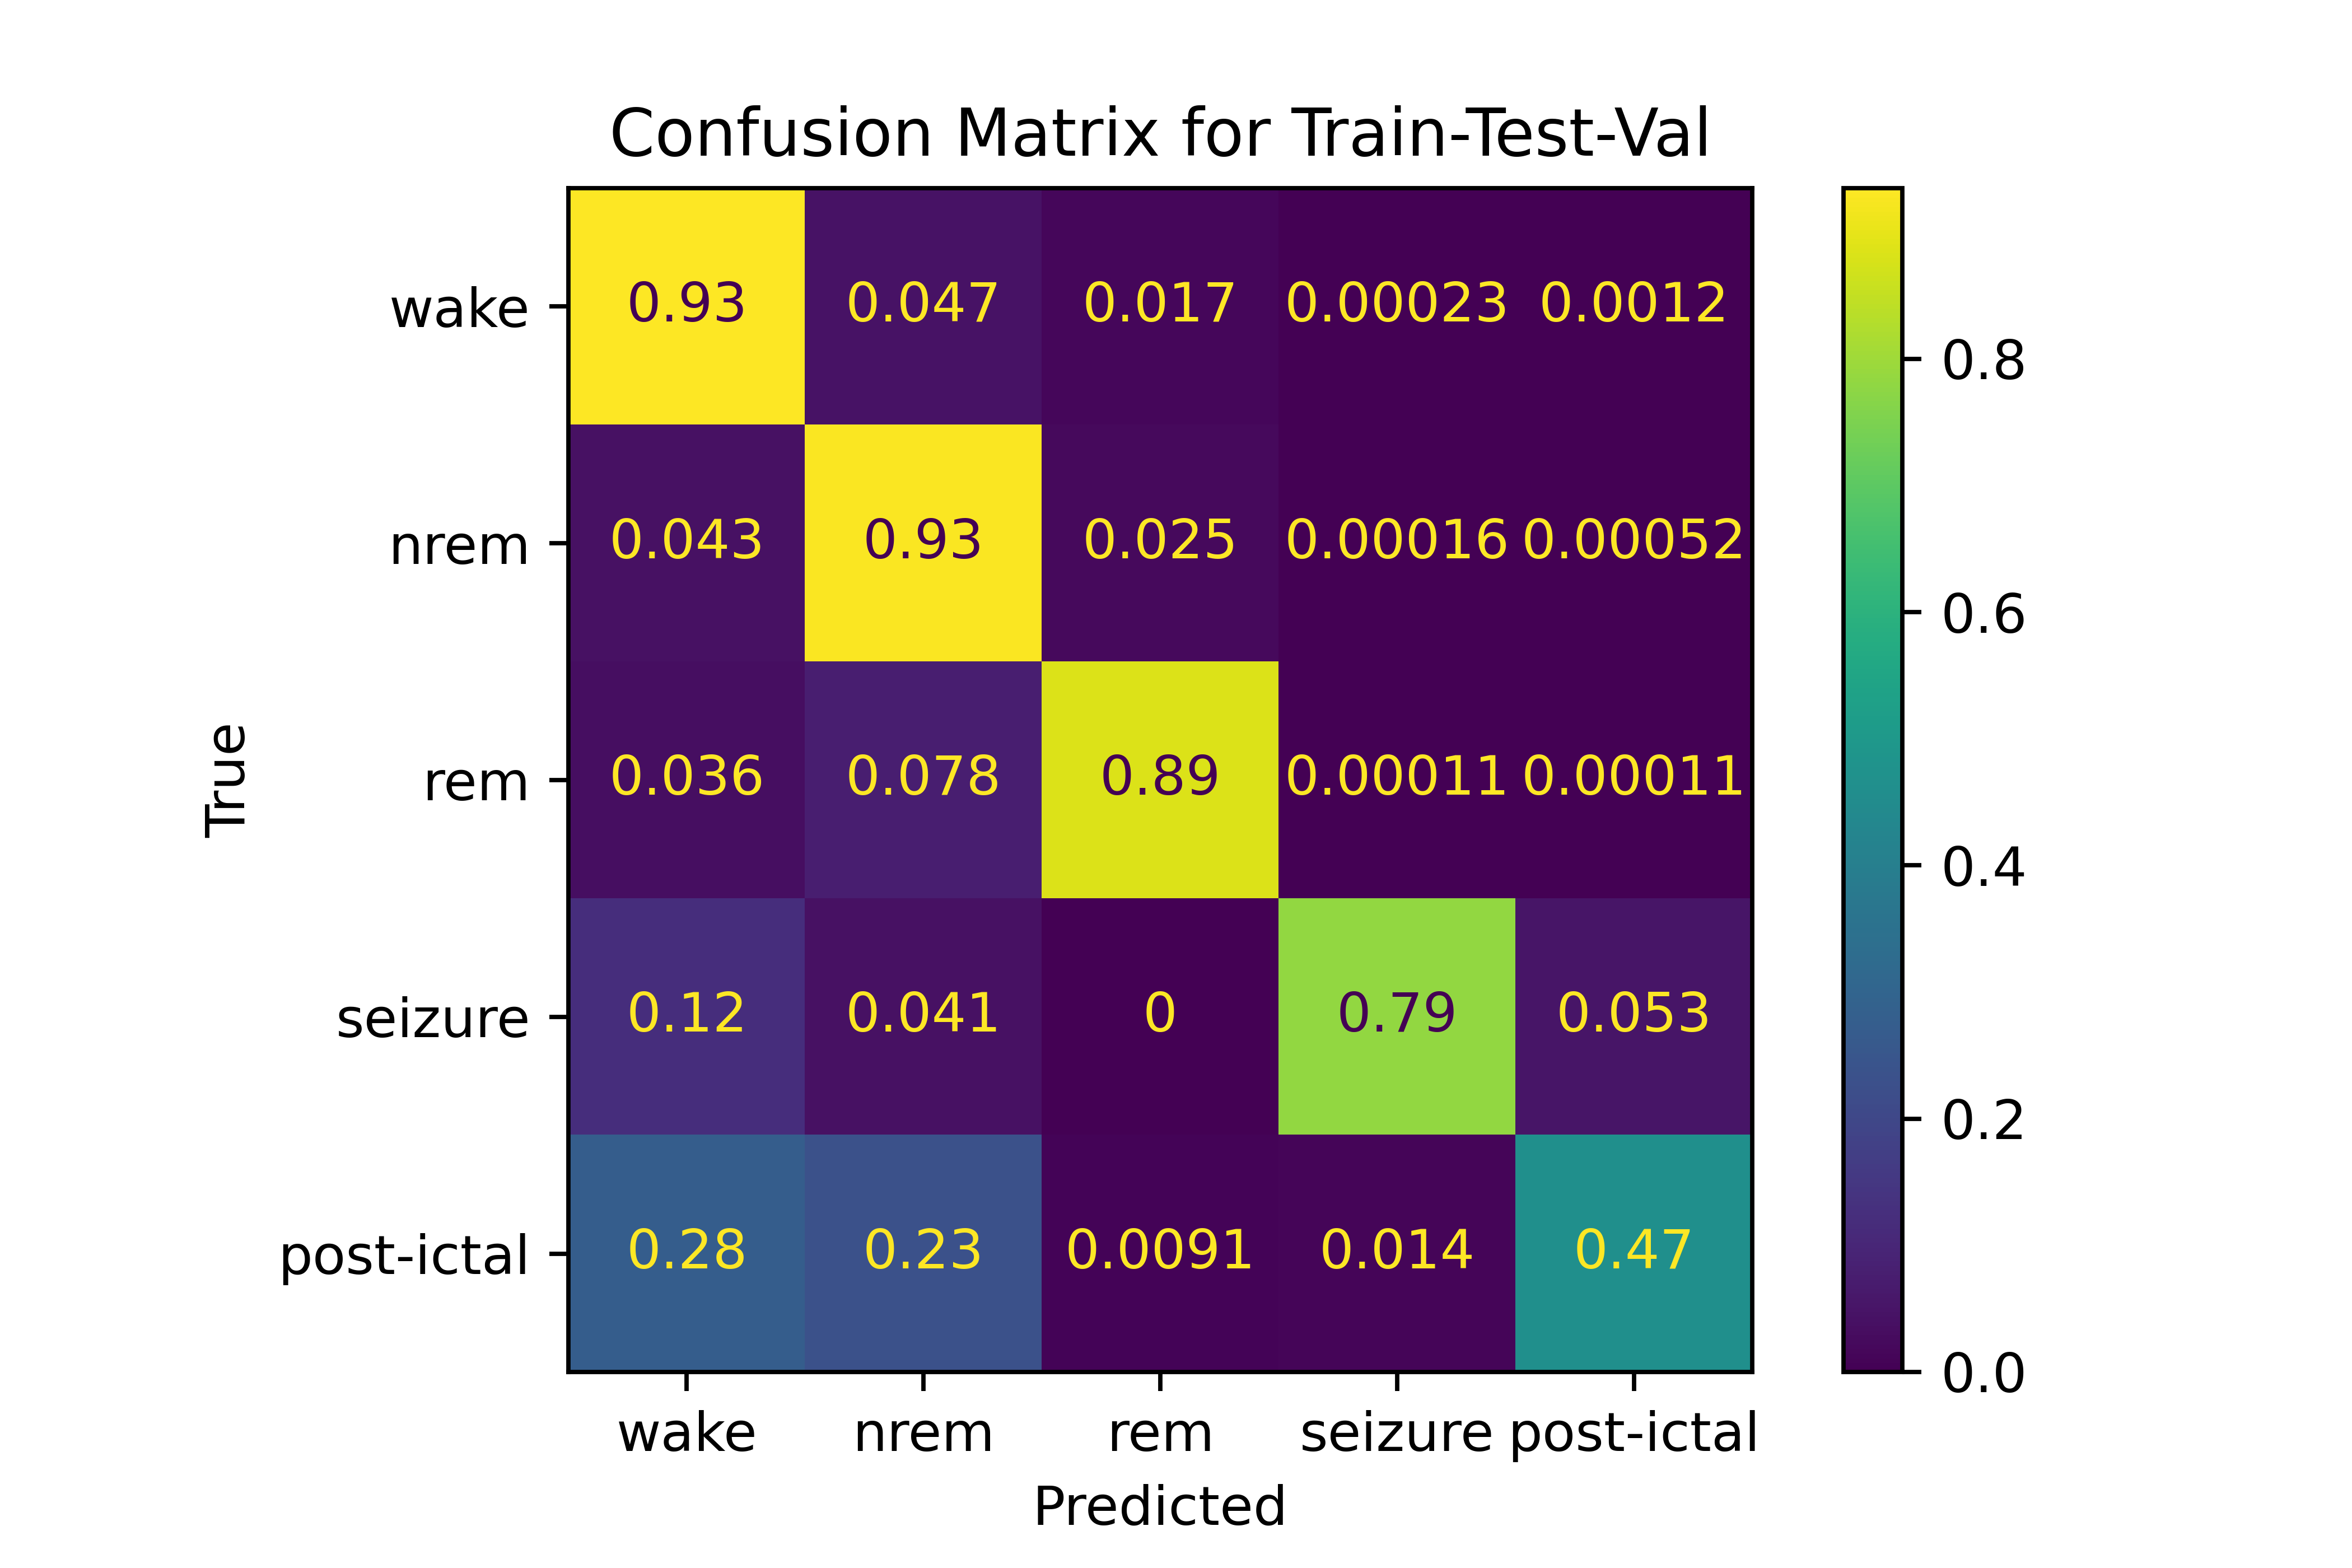 Confusion Matrix for Train-Test-Val
wake 0.93 0.047 0.017 0.00023 0.0012
nrem 0.043 0.93 0.025 0.00016 0.00052
rem 0.036 0.078 0.89 0.00011 0.00011
seizure 0.12 0.041 0 0.79 0.053
post-ictal 0.28 0.23 0.0091 0.014 0.47
wake nrem rem seizure post-ictal
Predicted
True
0.8
0.6
0.4
0.2
0.0